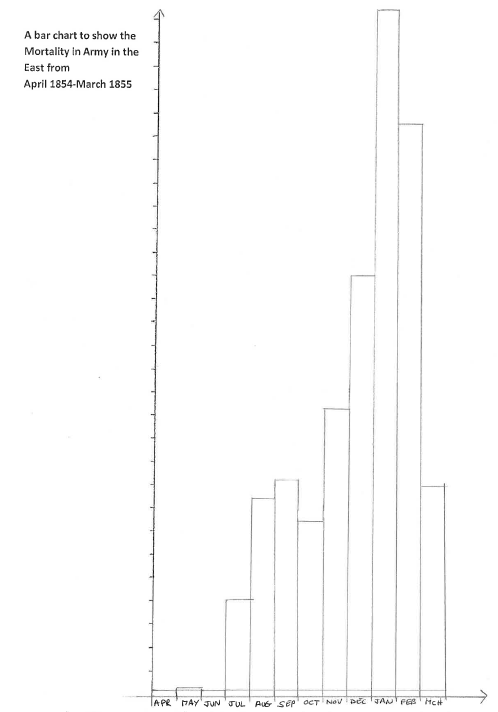 A bar chart to show the
Mortality in Army in the
East from
April 1854-March 1855
APR MAY JUN JUL AUG SEP OCT NOV DEC JAN FEB MCH